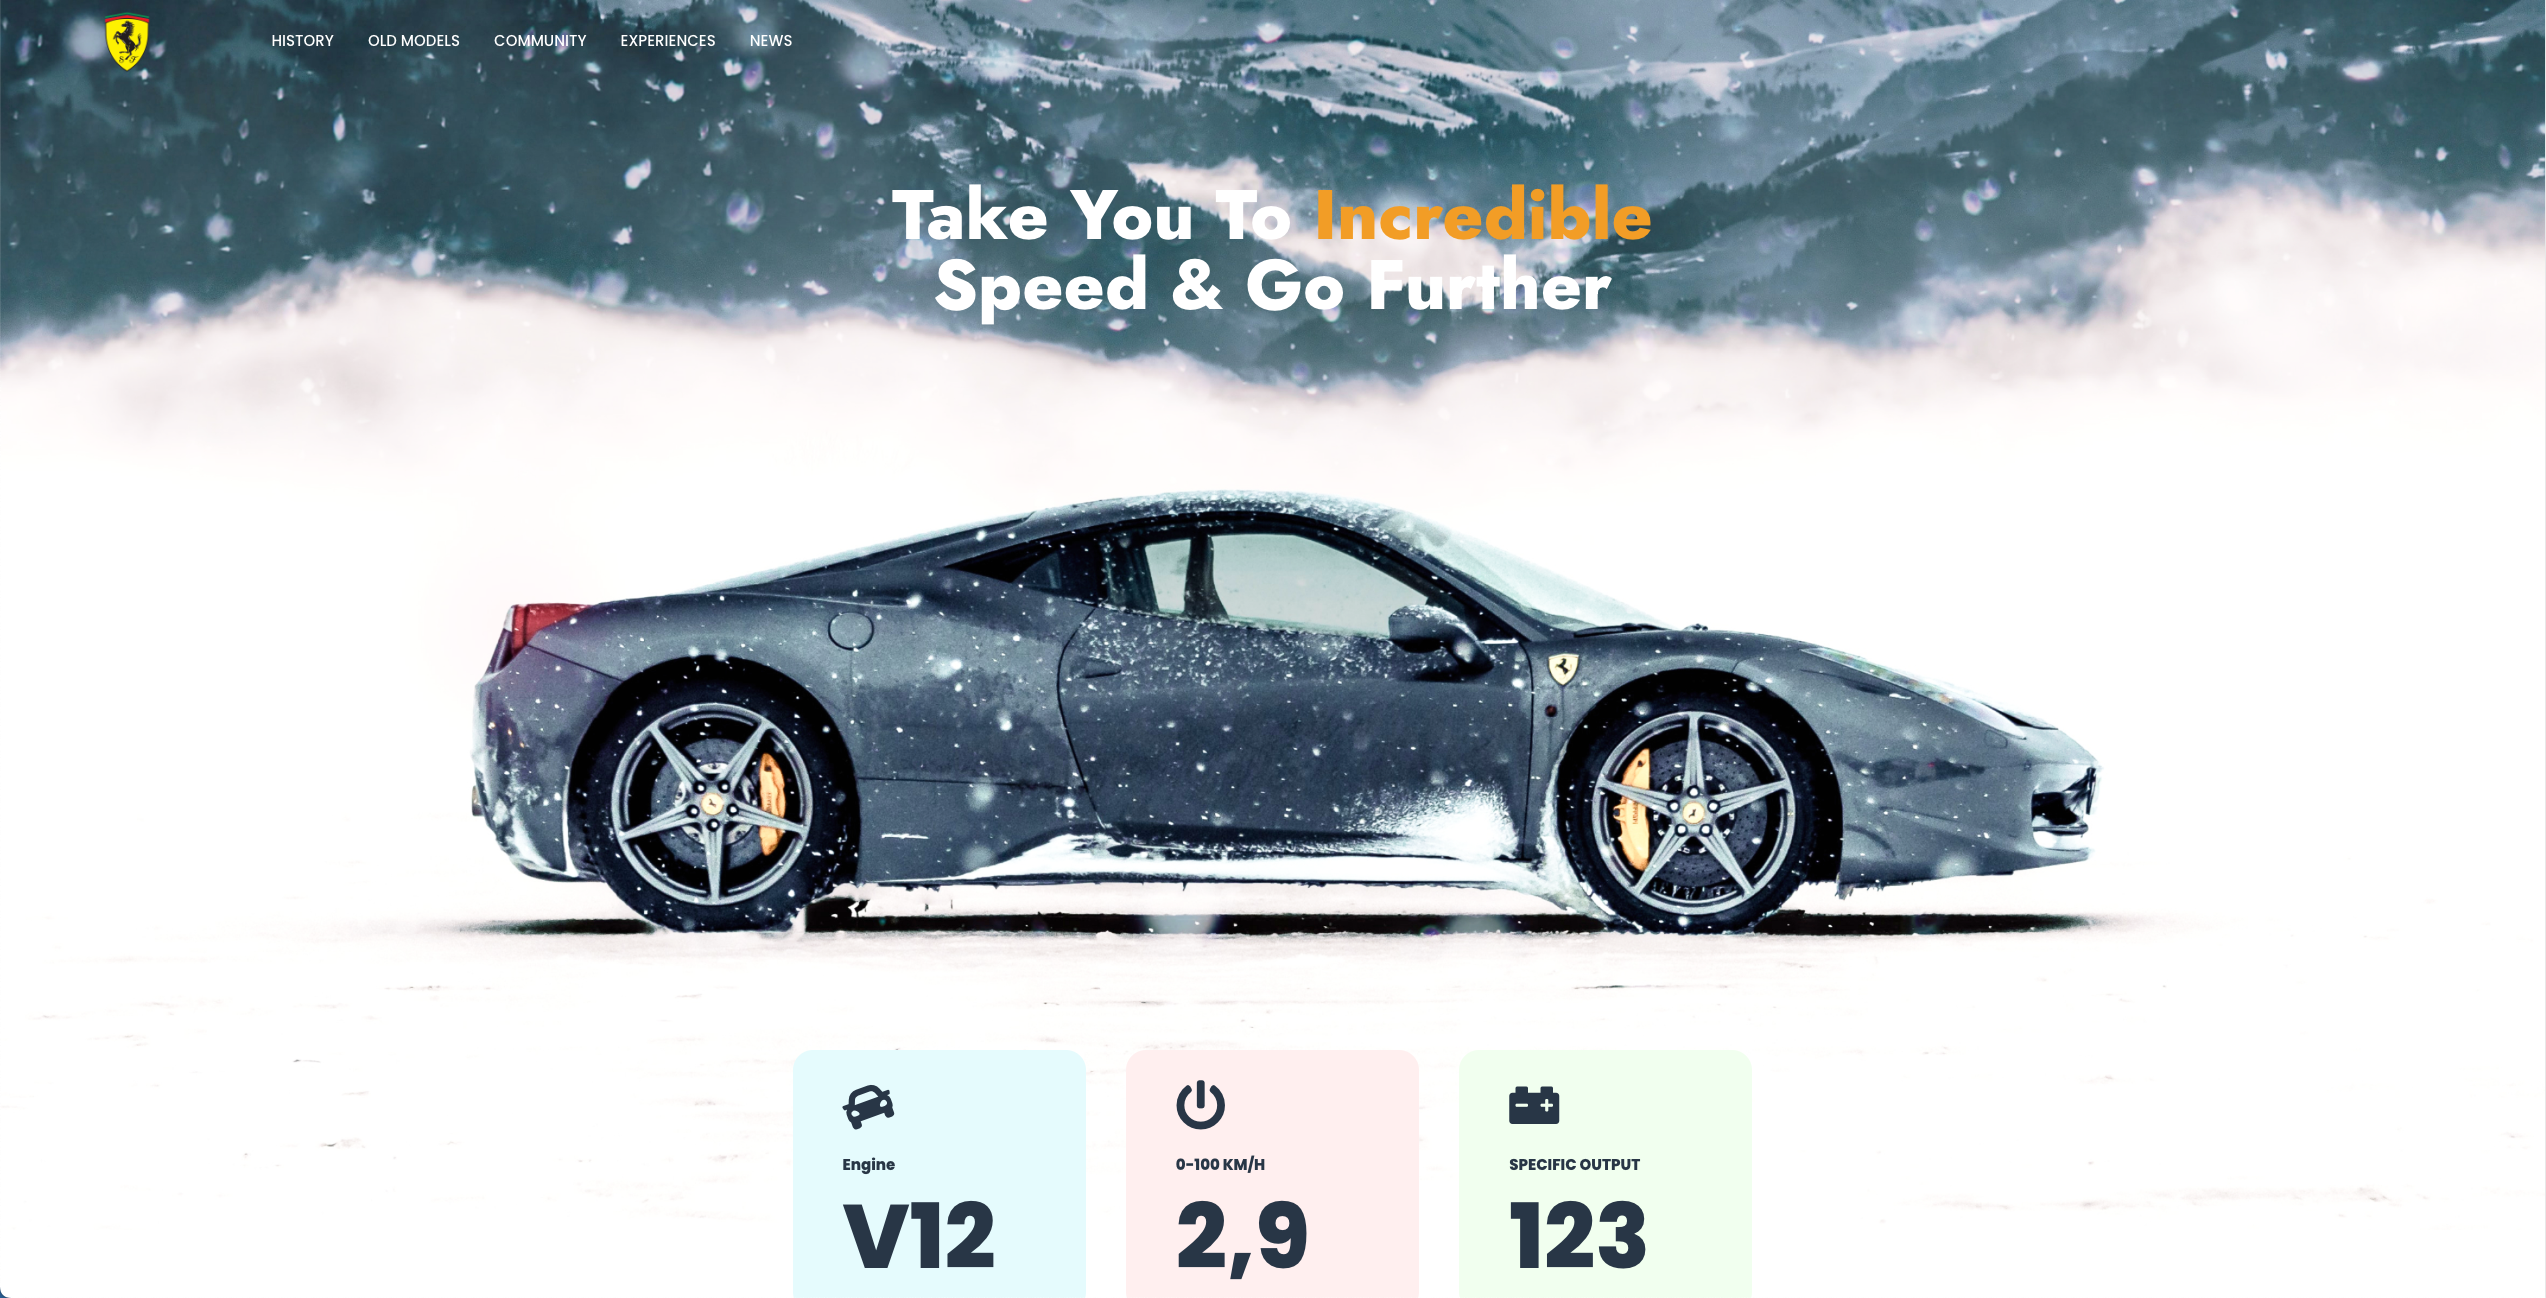 HISTORY OLD MODELS COMMUNITY EXPERIENCES NEWS
Take You To Incredible
Speed & Go Further
Engine
V12
0-100 KM/H
2,9
SPECIFIC OUTPUT
123